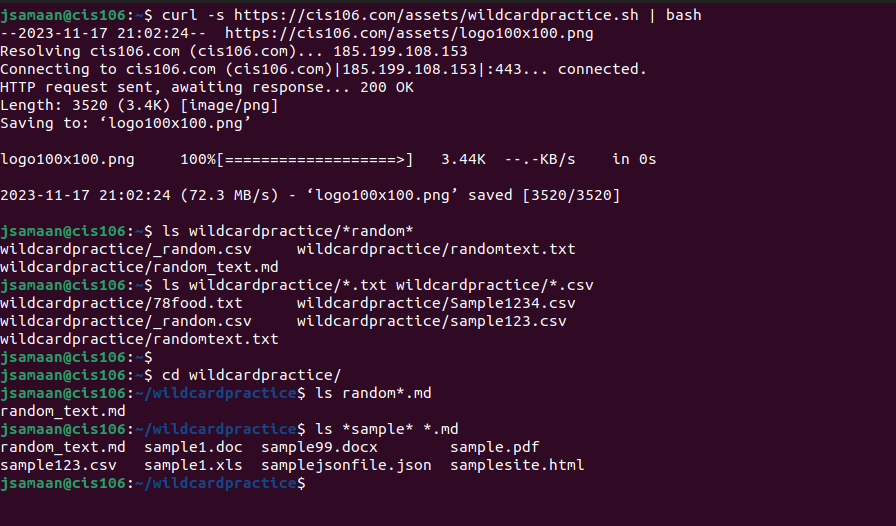 jsamaan@cis106:~$ curl -s https://cis106.com/assets/wildcardpractice.sh | bash
--2023-11-17 21:02:24--  https://cis106.com/assets/logo100x100.png
Resolving cis106.com (cis106.com)... 185.199.108.153
Connecting to cis106.com (cis106.com)|185.199.108.153|:443... connected.
HTTP request sent, awaiting response... 200 OK
Length: 3520 (3.4K) [image/png]
Saving to: ‘logo100x100.png’
logo100x100.png     100%[===================>]   3.44K  --.-KB/s    in 0s
2023-11-17 21:02:24 (72.3 MB/s) - ‘logo100x100.png’ saved [3520/3520]
jsamaan@cis106:~$ ls wildcardpractice/*random*
wildcardpractice/_random.csv     wildcardpractice/randomtext.txt
wildcardpractice/random_text.md
jsamaan@cis106:~$ ls wildcardpractice/*.txt wildcardpractice/*.csv
wildcardpractice/78food.txt      wildcardpractice/Sample1234.csv
wildcardpractice/_random.csv     wildcardpractice/sample123.csv
wildcardpractice/randomtext.txt
jsamaan@cis106:~$
jsamaan@cis106:~$ cd wildcardpractice/
jsamaan@cis106:~/wildcardpractice$ ls random*.md
random_text.md
jsamaan@cis106:~/wildcardpractice$ ls *sample* *.md
random_text.md  sample1.doc  sample99.docx        sample.pdf
sample123.csv   sample1.xls  samplejsonfile.json  samplesite.html
jsamaan@cis106:~/wildcardpractice$